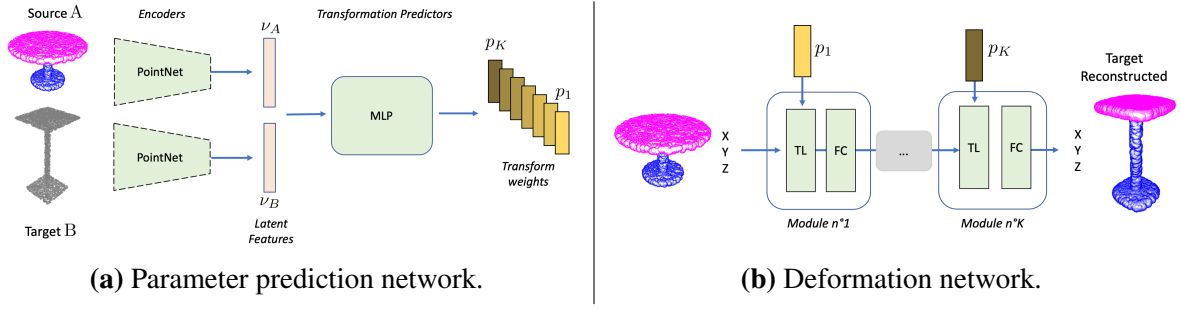 Source A
Encoders
Transformation Predictors
ν_A
PointNet
p_K
p_1
MLP
PointNet
Transform
weights
ν_B
Target B
Latent
Features
(a) Parameter prediction network.
p_1
p_K
Target
Reconstructed
X
Y
Z
TL
FC
...
TL
FC
X
Y
Z
Module n°1
Module n°K
(b) Deformation network.